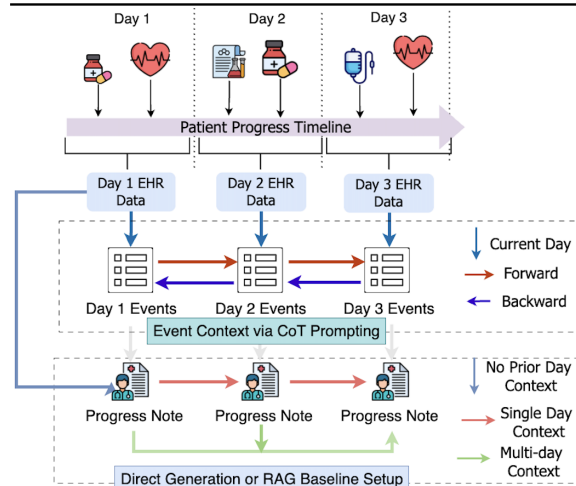 Day 1
Day 2
Day 3
Patient Progress Timeline
Day 1 EHR
Data
Day 2 EHR
Data
Day 3 EHR
Data
Current Day
Forward
Backward
Day 1 Events
Day 2 Events
Day 3 Events
Event Context via CoT Prompting
No Prior Day
Context
Single Day
Context
Multi-day
Context
Progress Note
Progress Note
Progress Note
Direct Generation or RAG Baseline Setup